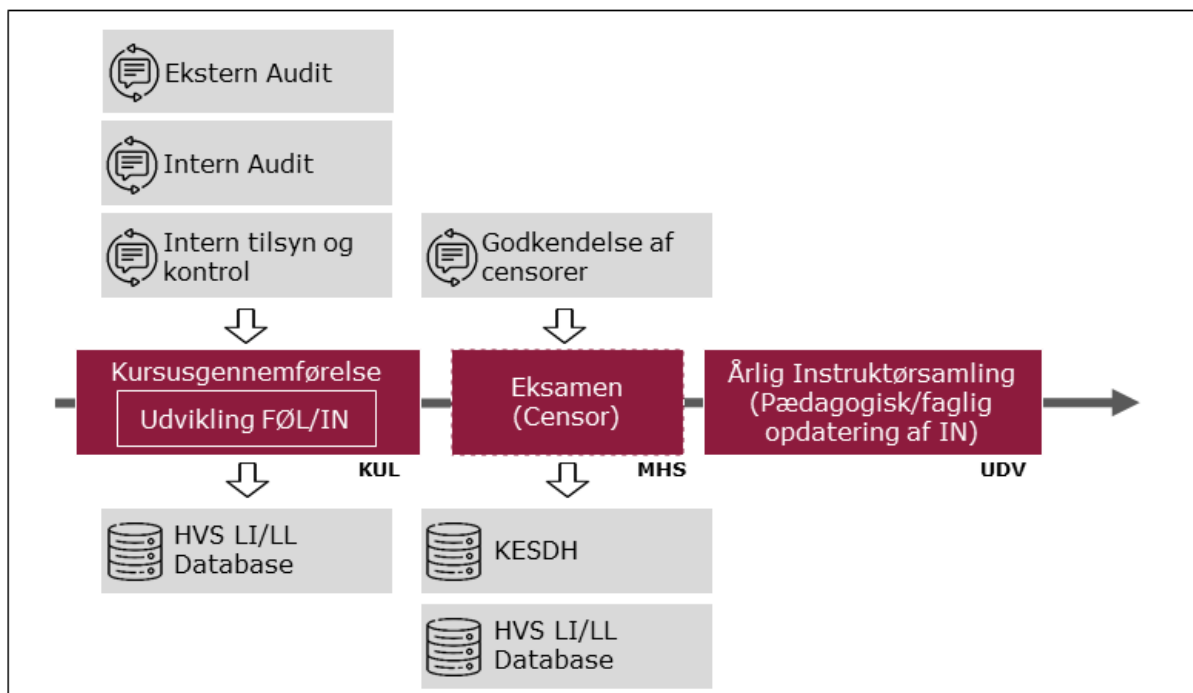 Ekstern Audit
Intern Audit
Intern tilsyn og
kontrol
Godkendelse af
censorer
Kursusgennemførelse
Udvikling FØL/IN
KUL
Eksamen
(Censor)
MHS
Årlig Instruktørsamling
(Pædagogisk/faglig
opdatering af IN)
UDV
HVS LI/LL
Database
KESDH
HVS LI/LL
Database